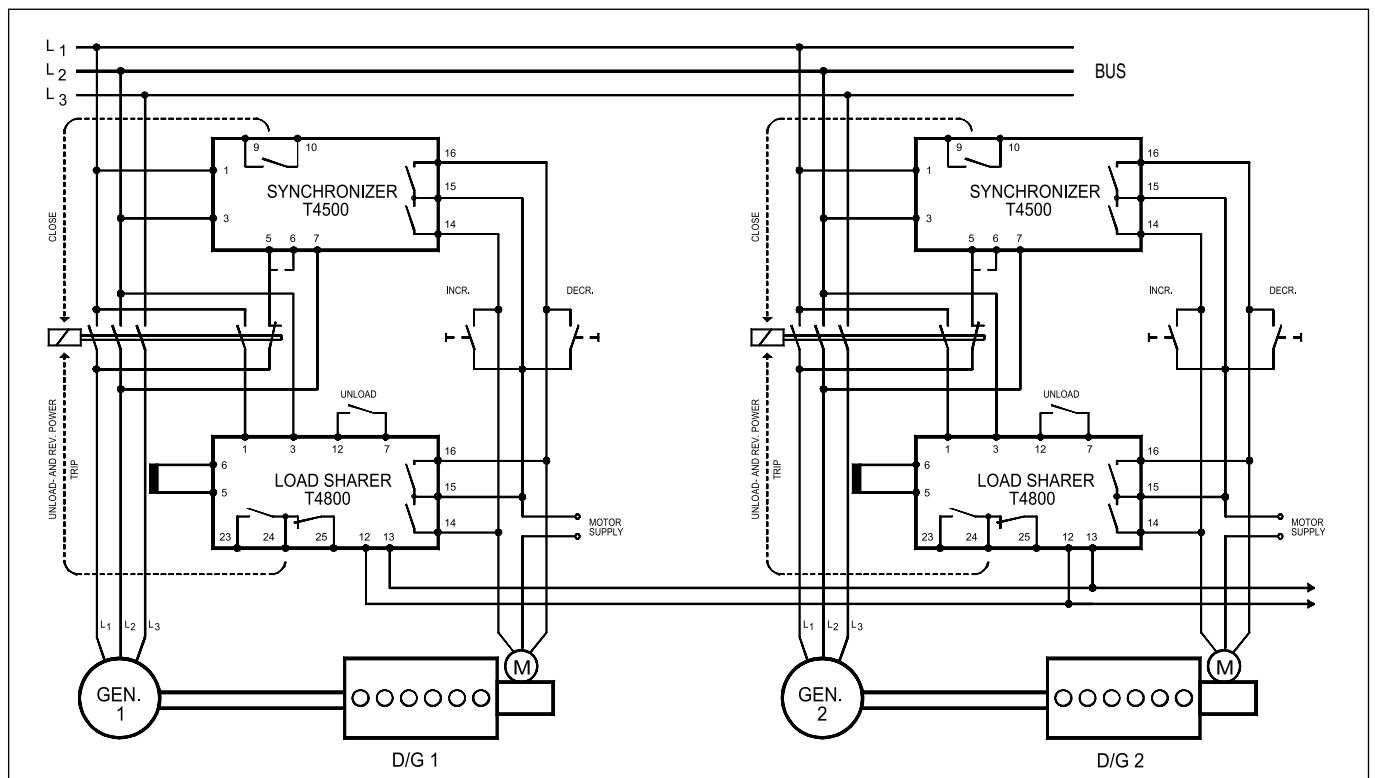 L 1
L 2
L 3
BUS
9 10
1
3
SYNCHRONIZER
T4500
16
15
14
5 6 7
CLOSE
INCR. DECR.
UNLOAD- AND REV. POWER
TRIP
UNLOAD
1 3 12 7
6
5
LOAD SHARER
T4800
16
15
14
23 24 25 12 13
MOTOR
SUPPLY
L1 L2 L3
GEN.
1
M
D/G 1
9 10
1
3
SYNCHRONIZER
T4500
16
15
14
5 6 7
CLOSE
INCR. DECR.
UNLOAD- AND REV. POWER
TRIP
UNLOAD
1 3 12 7
6
5
LOAD SHARER
T4800
16
15
14
23 24 25 12 13
MOTOR
SUPPLY
L1 L2 L3
GEN.
2
M
D/G 2